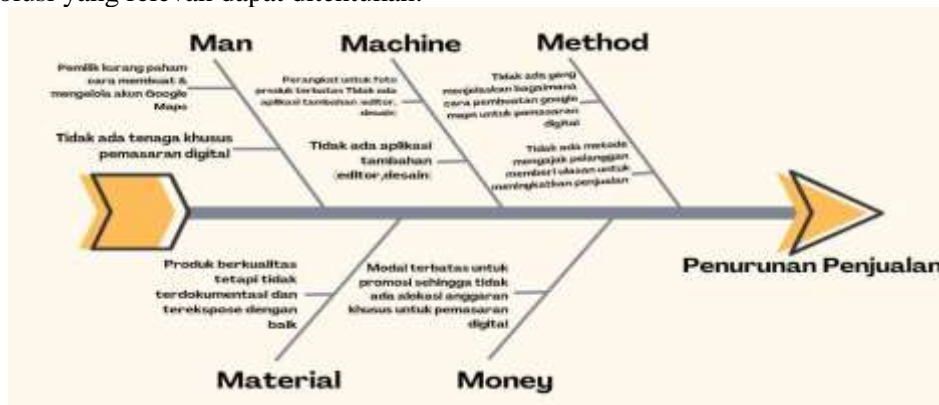 solusi yang relevan dapat ditentukan.
Man
Machine
Method
Pemilik kurang paham
cara membuat &
mengelola akun Google
Maps
Tidak ada tenaga khusus
pemasaran digital
Perangkat untuk foto
produk terbatas Tidak ada
aplikasi tambahan (editor,
desain)
Tidak ada aplikasi
tambahan
(editor,desain)
Tidak ada yang
menjelaskan bagaimana
cara pembuatan google
maps untuk pemasaran
digital
Tidak ada metode
mengajak pelanggan
memberi ulasan untuk
meningkatkan penjualan
Penurunan Penjualan
Produk berkualitas
tetapi tidak
terdokumentasi dan
terekspose dengan
baik
Modal terbatas untuk
promosi sehingga tidak
ada alokasi anggaran
khusus untuk pemasaran
digital
Material
Money